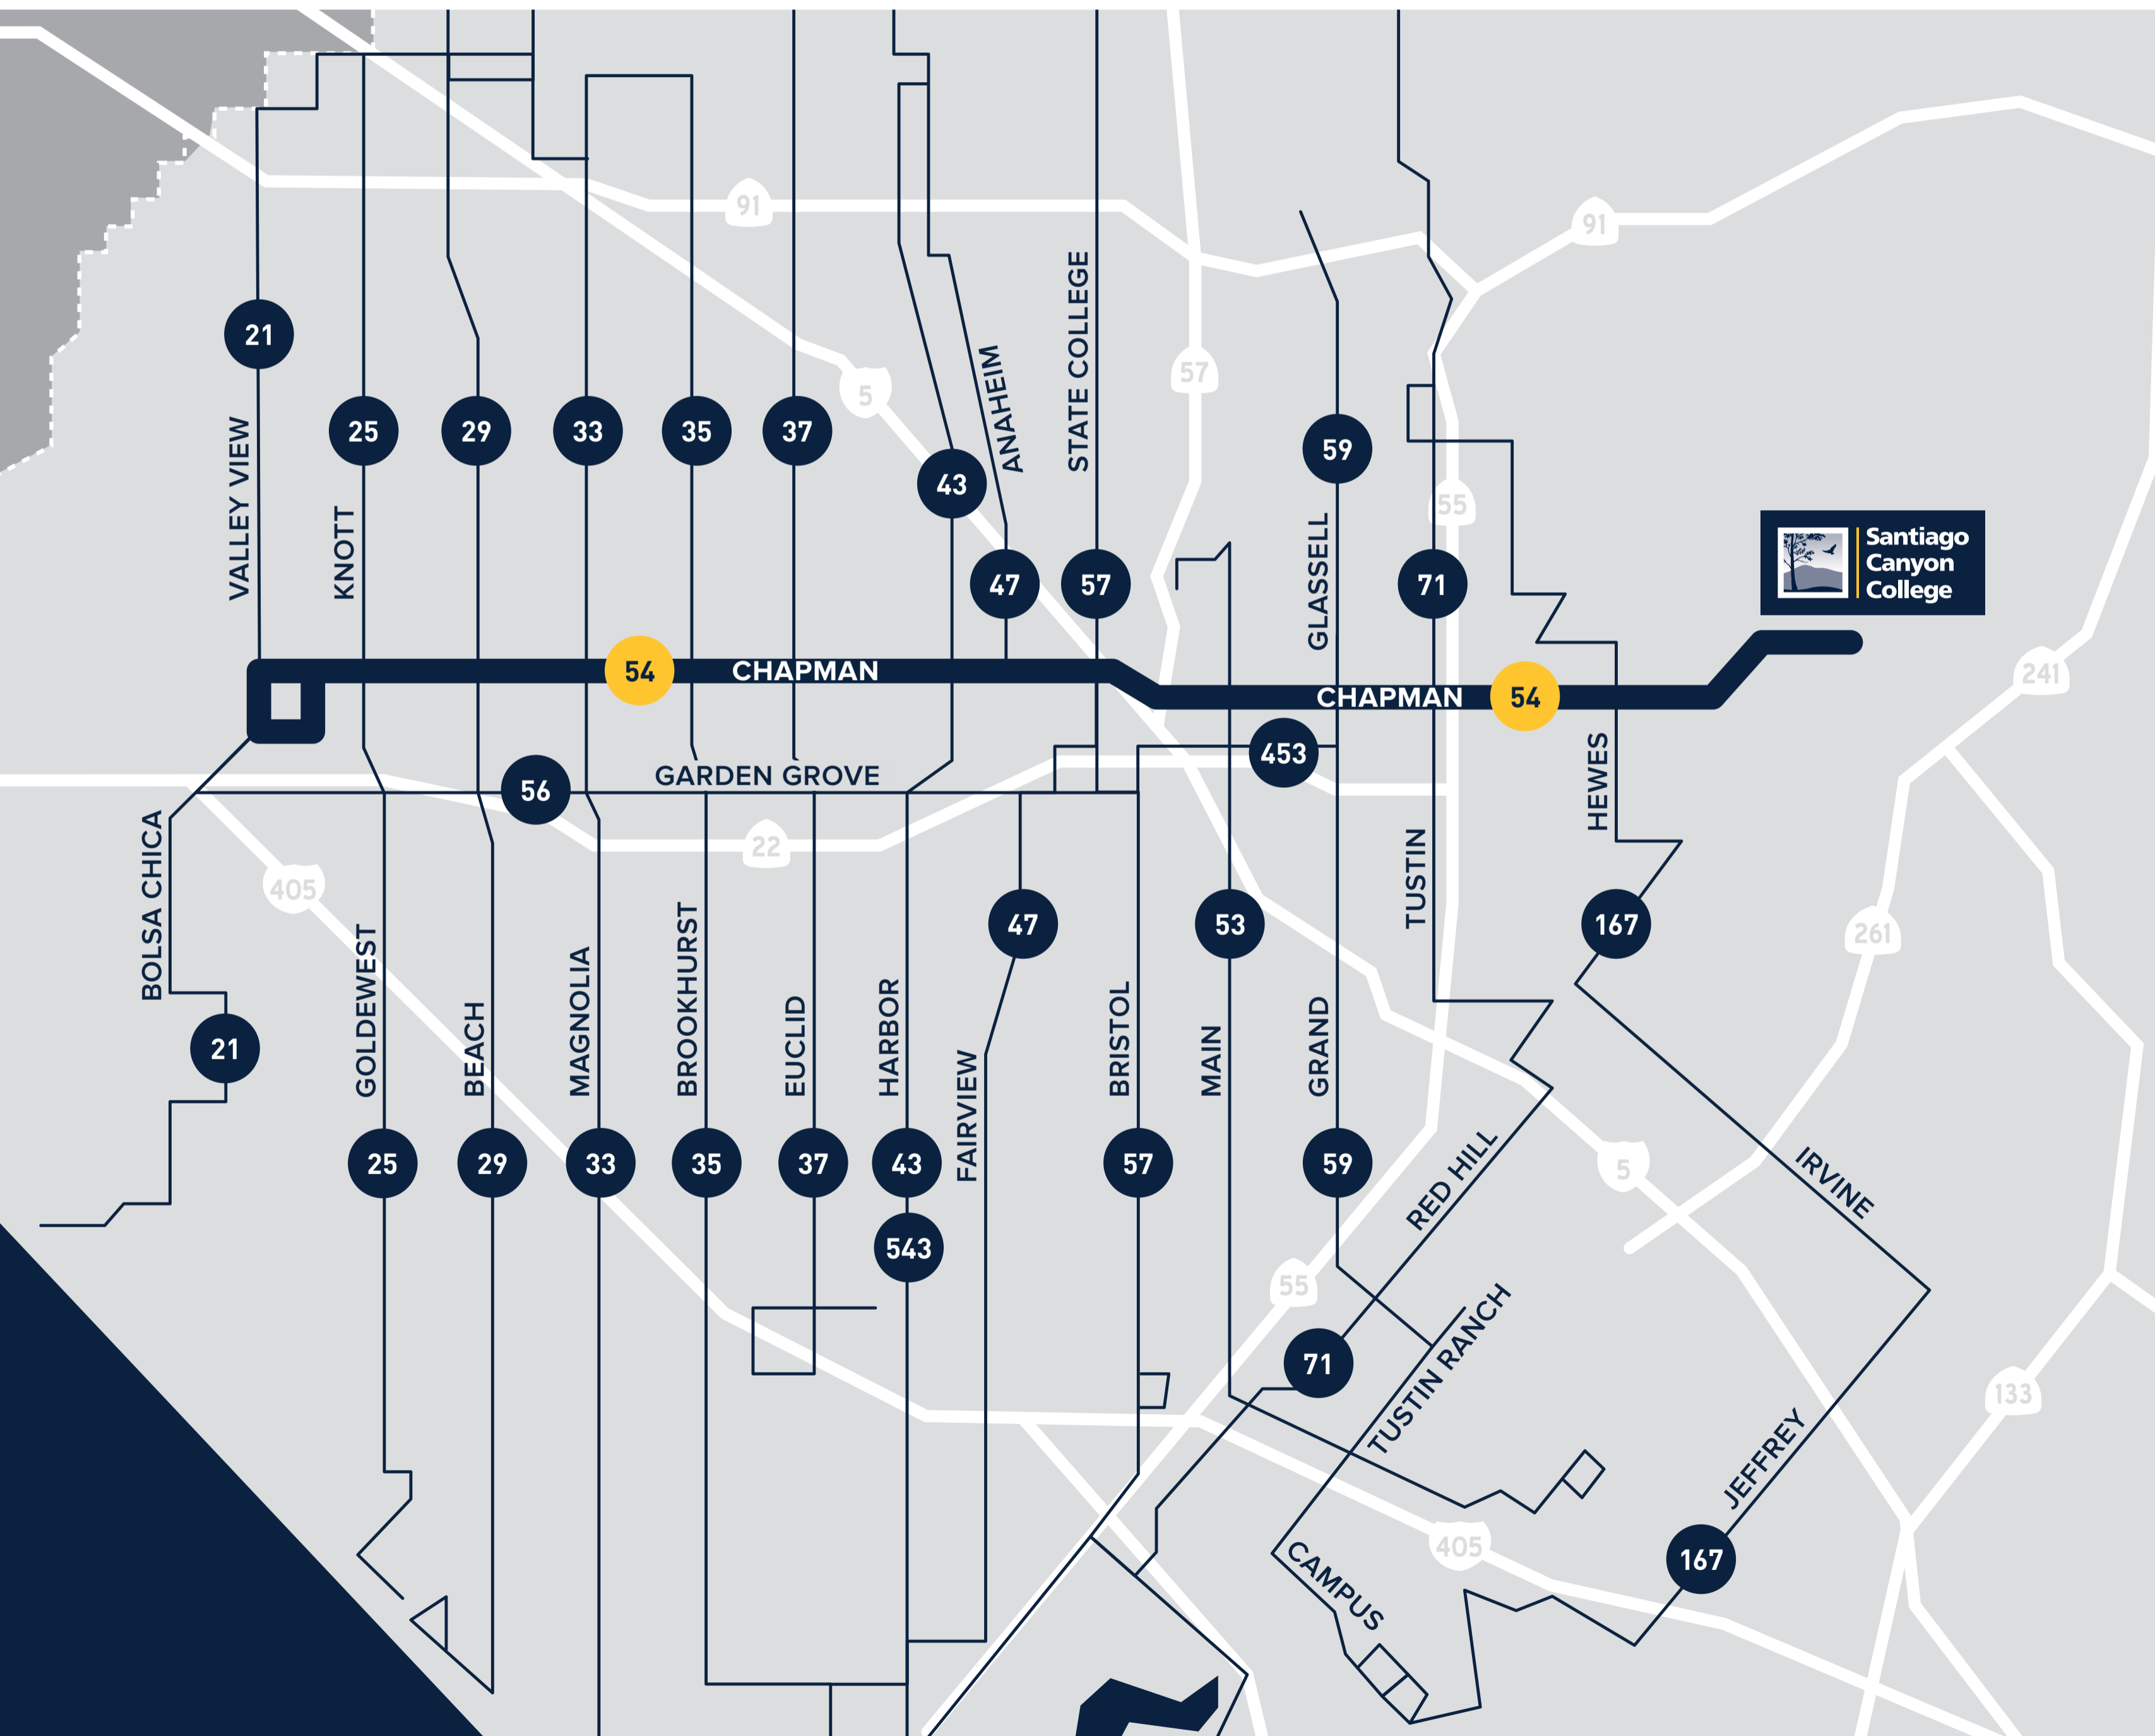 91
91
21
VALLEY VIEW
KNOTT
25
29
33
35
37
5
43
ANAHEIM
STATE COLLEGE
57
59
55
47
57
GLASSELL
71
Santiago
Canyon
College
54
CHAPMAN
CHAPMAN
54
241
453
HEWES
GARDEN GROVE
56
22
405
BOLSA CHICA
21
GOLDEWEST
BEACH
MAGNOLIA
BROOKHURST
EUCLID
HARBOR
FAIRVIEW
47
BRISTOL
53
MAIN
GRAND
TUSTIN
167
261
25
29
33
35
37
43
543
57
59
RED HILL
5
IRVINE
55
71
TUSTIN RANCH
133
JEFFREY
405
167
CAMPUS